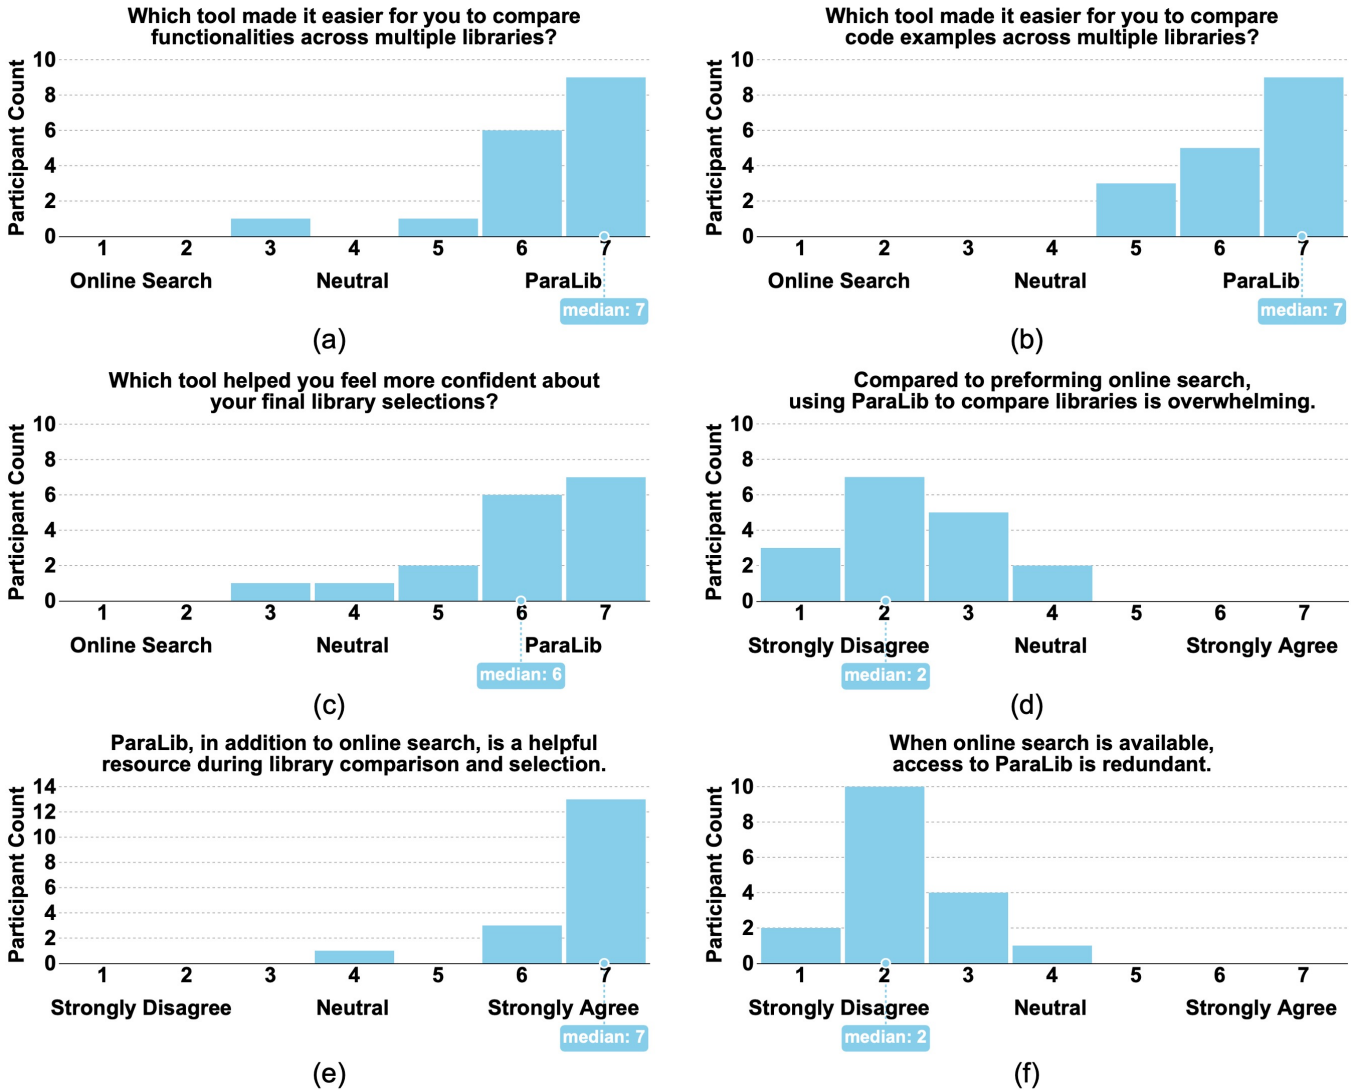 Which tool made it easier for you to compare
functionalities across multiple libraries?
Participant Count
10
8
6
4
2
0
1 2 3 4 5 6 7
Online Search Neutral ParaLib
median: 7
(a)
Which tool made it easier for you to compare
code examples across multiple libraries?
Participant Count
10
8
6
4
2
0
1 2 3 4 5 6 7
Online Search Neutral ParaLib
median: 7
(b)
Which tool helped you feel more confident about
your final library selections?
Participant Count
10
8
6
4
2
0
1 2 3 4 5 6 7
Online Search Neutral ParaLib
median: 6
(c)
Compared to preforming online search,
using ParaLib to compare libraries is overwhelming.
Participant Count
10
8
6
4
2
0
1 2 3 4 5 6 7
Strongly Disagree Neutral Strongly Agree
median: 2
(d)
ParaLib, in addition to online search, is a helpful
resource during library comparison and selection.
Participant Count
14
12
10
8
6
4
2
0
1 2 3 4 5 6 7
Strongly Disagree Neutral Strongly Agree
median: 7
(e)
When online search is available,
access to ParaLib is redundant.
Participant Count
10
8
6
4
2
0
1 2 3 4 5 6 7
Strongly Disagree Neutral Strongly Agree
median: 2
(f)